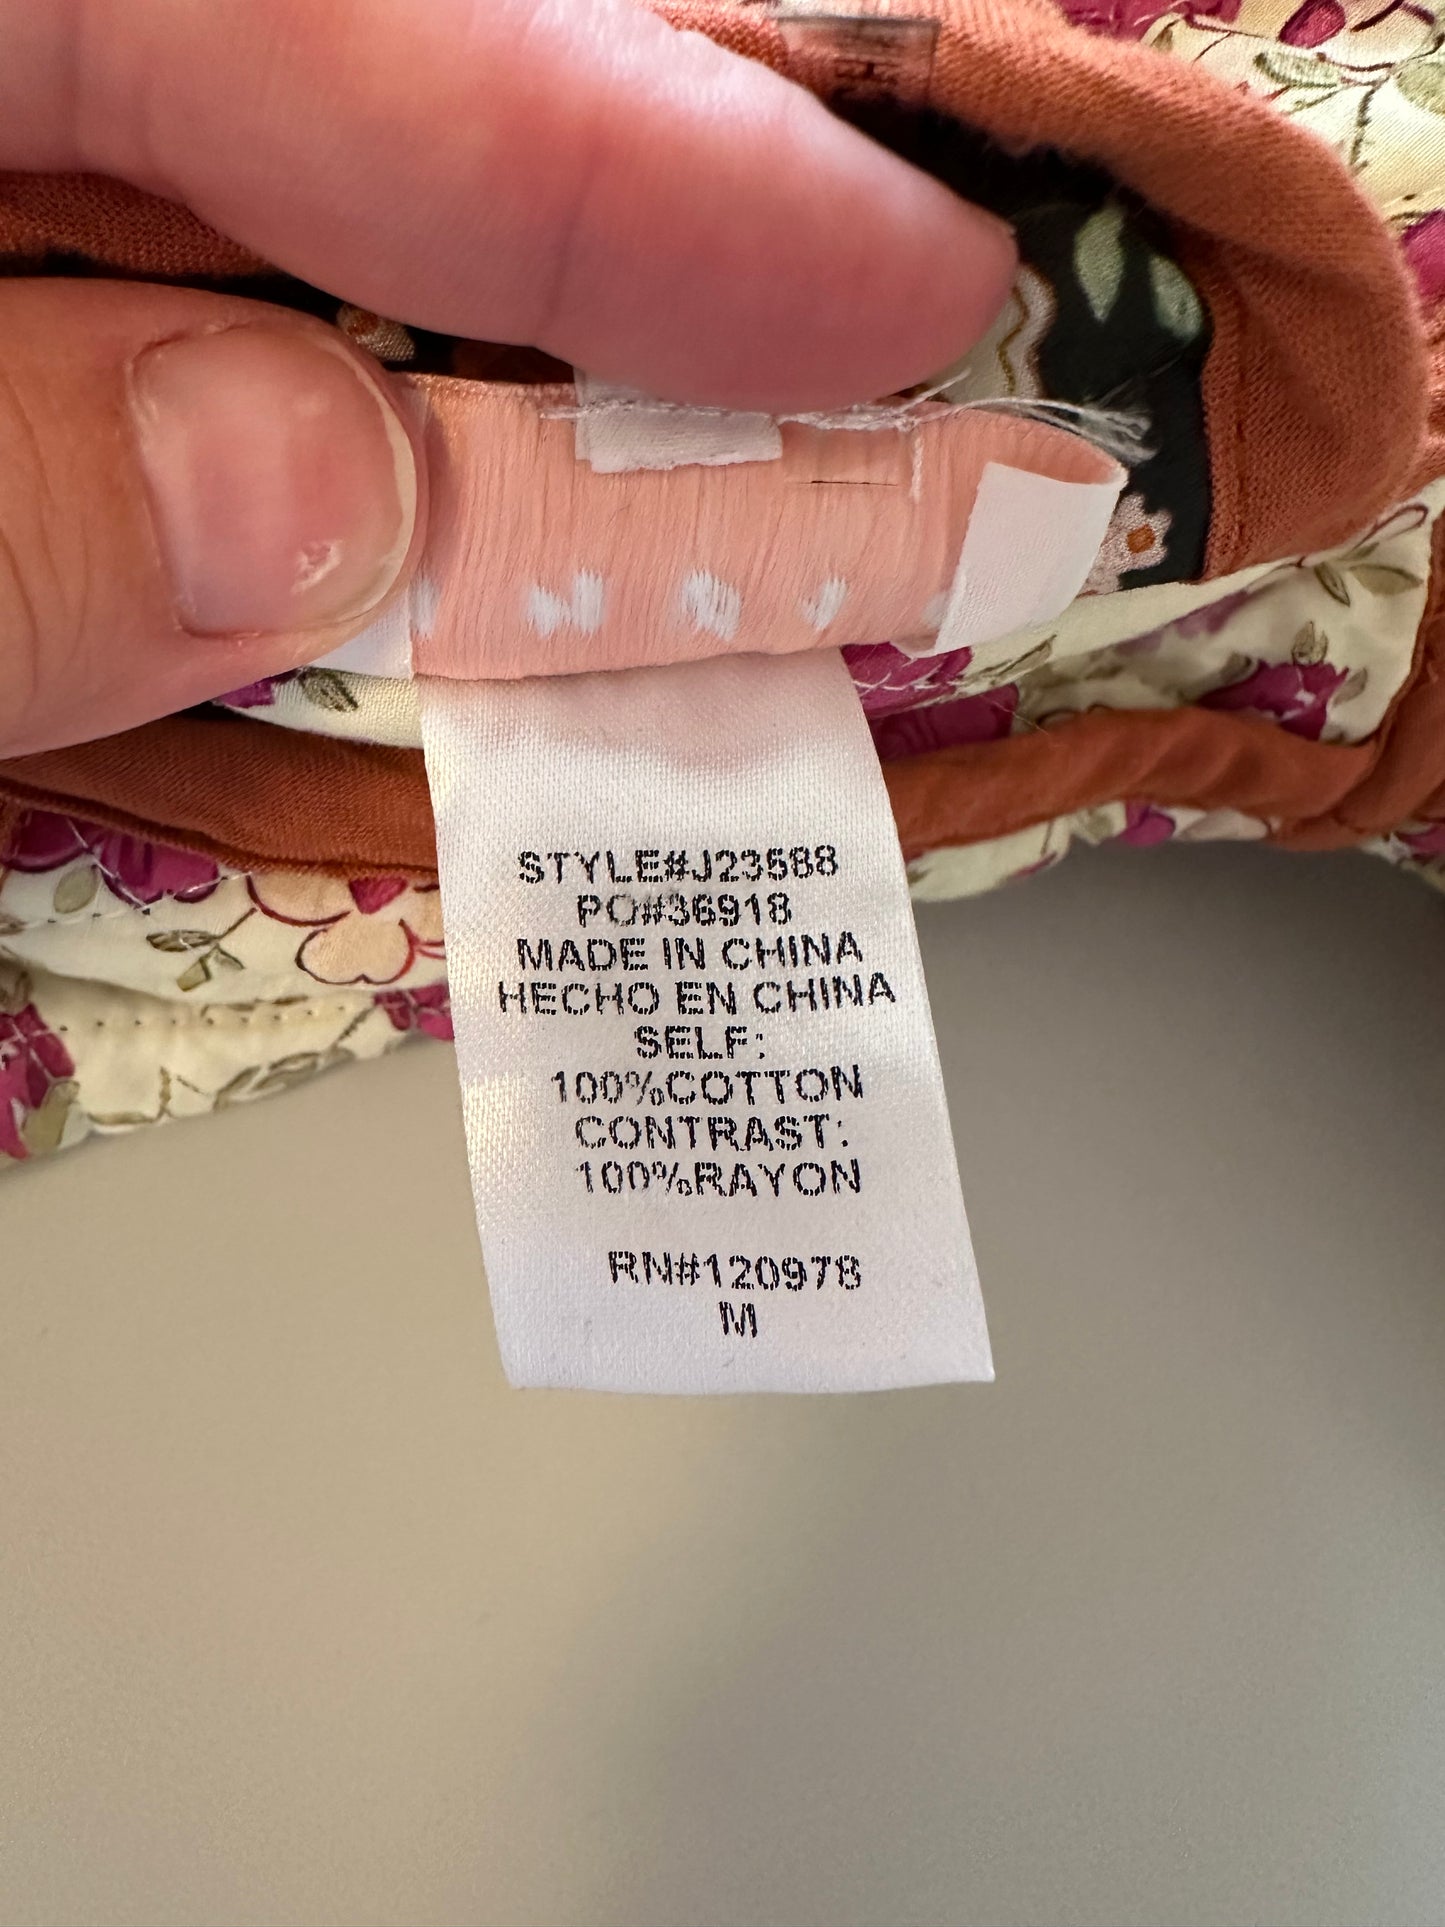 STYLE#J23588
PO#36918
MADE IN CHINA
HECHO EN CHINA
SELF:
100%COTTON
CONTRAST:
100%RAYON
RN#120978
M